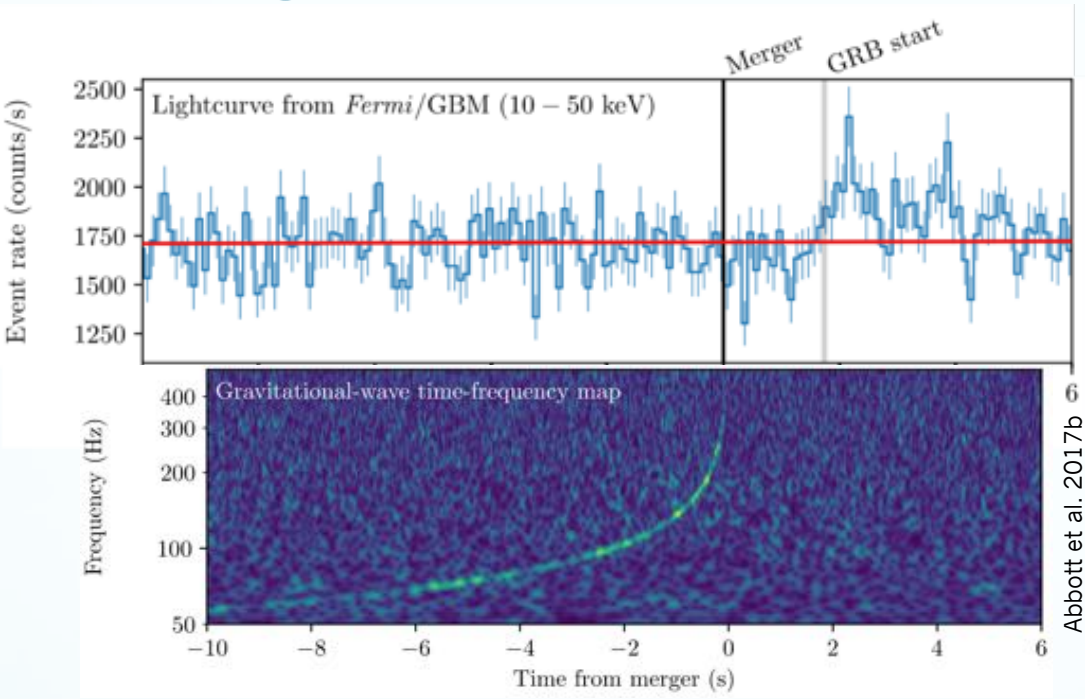 Merger
GRB start
Lightcurve from Fermi/GBM (10 − 50 keV)
Event rate (counts/s)
2500
2250
2000
1750
1500
1250
6
Gravitational-wave time-frequency map
Frequency (Hz)
400
300
200
100
50
−10 −8 −6 −4 −2 0 2 4 6
Time from merger (s)
Abbott et al. 2017b